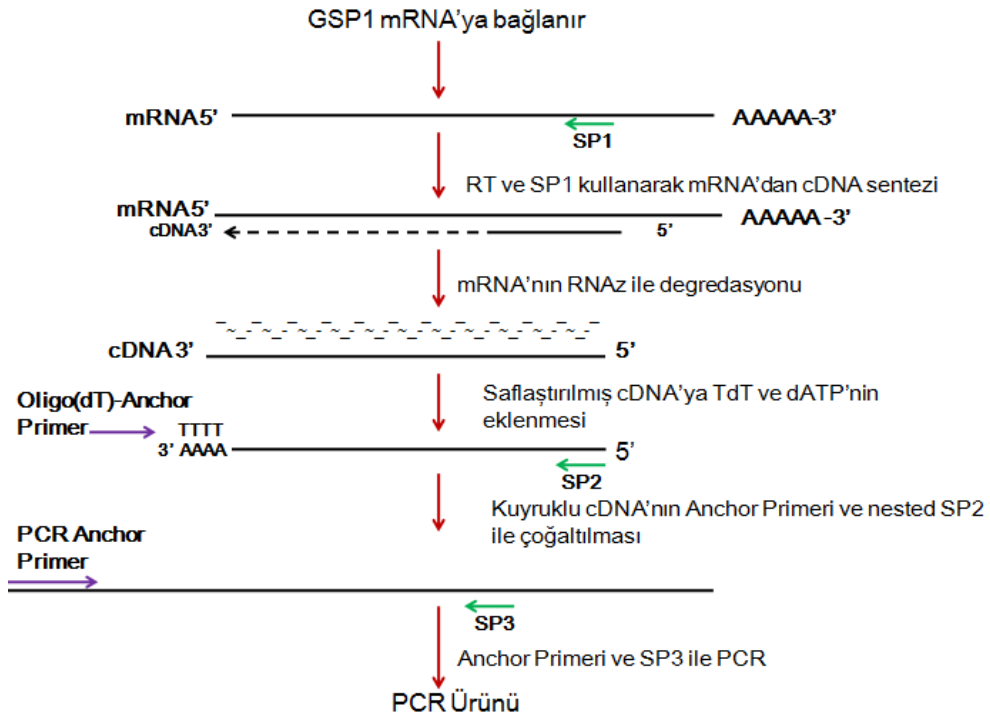 GSP1 mRNA'ya bağlanır
mRNA5'
AAAAA-3'
SP1
RT ve SP1 kullanarak mRNA'dan cDNA sentezi
mRNA5'
AAAAA-3'
cDNA3'
5'
mRNA'nın RNAz ile degredasyonu
cDNA3'
5'
Saflaştırılmış cDNA'ya TdT ve dATP'nin
eklenmesi
Oligo(dT)-Anchor
Primer
TTTT
3' AAAA
5'
SP2
Kuyruklu cDNA'nın Anchor Primeri ve nested SP2
ile çoğaltılması
PCR Anchor
Primer
SP3
Anchor Primeri ve SP3 ile PCR
PCR Ürünü